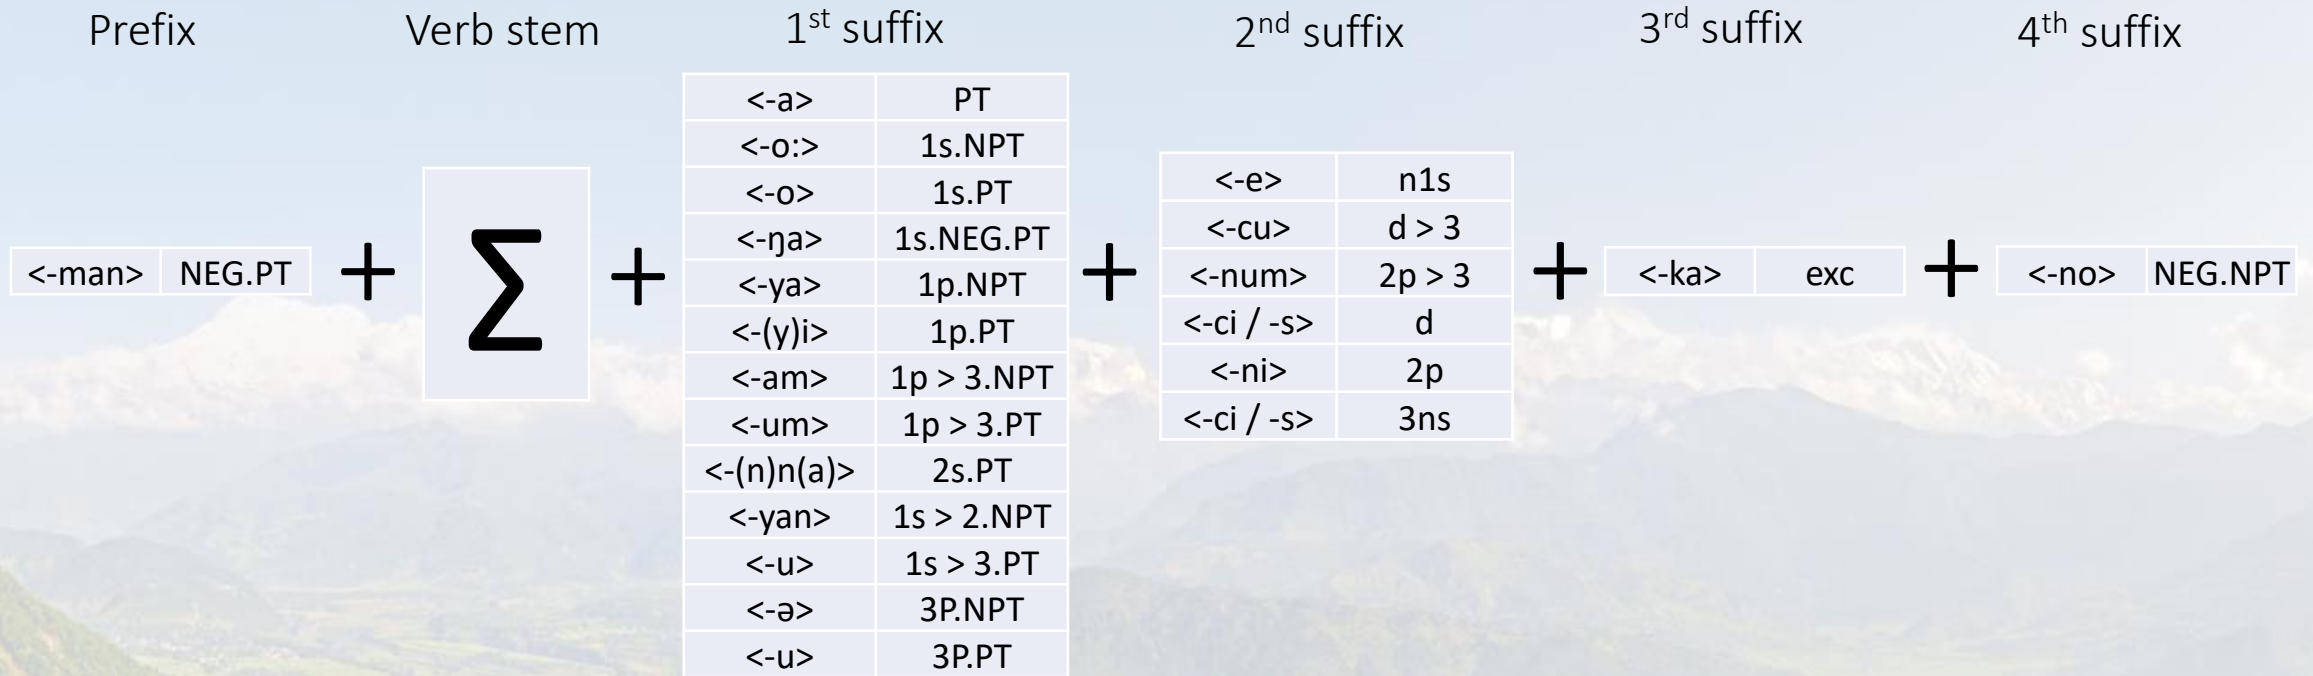 Prefix Verb stem 1st suffix 2nd suffix 3rd suffix 4th suffix
<-man> NEG.PT
+
Σ
+
<-a> PT
<-o:> 1s.NPT
<-o> 1s.PT
<-ŋa> 1s.NEG.PT
<-ya> 1p.NPT
<-(y)i> 1p.PT
<-am> 1p > 3.NPT
<-um> 1p > 3.PT
<-(n)n(a)> 2s.PT
<-yan> 1s > 2.NPT
<-u> 1s > 3.PT
<-ə> 3P.NPT
<-u> 3P.PT
+
<-e> n1s
<-cu> d > 3
<-num> 2p > 3
<-ci / -s> d
<-ni> 2p
<-ci / -s> 3ns
+
<-ka> exc
+
<-no> NEG.NPT